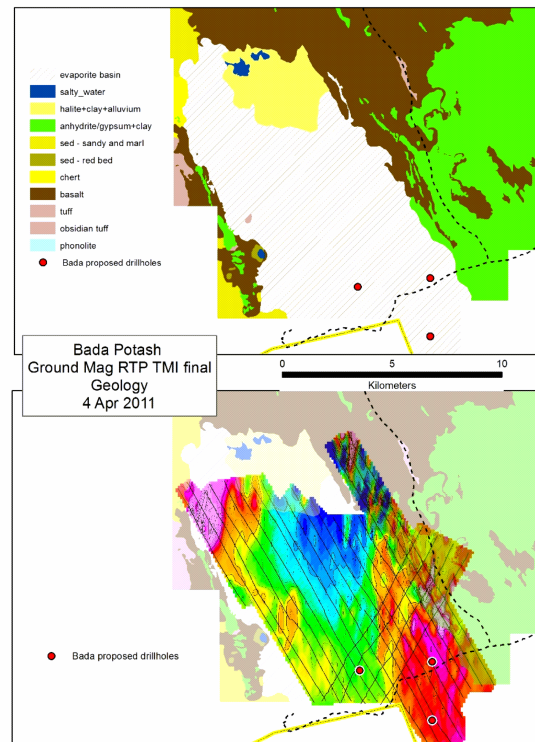 evaporite basin
salty_water
halite+clay+alluvium
anhydrite/gypsum+clay
sed - sandy and marl
sed - red bed
chert
basalt
tuff
obsidian tuff
phonolite
Bada proposed drillholes
Bada Potash
Ground Mag RTP TMI final
Geology
4 Apr 2011
0 5 10
Kilometers
Bada proposed drillholes